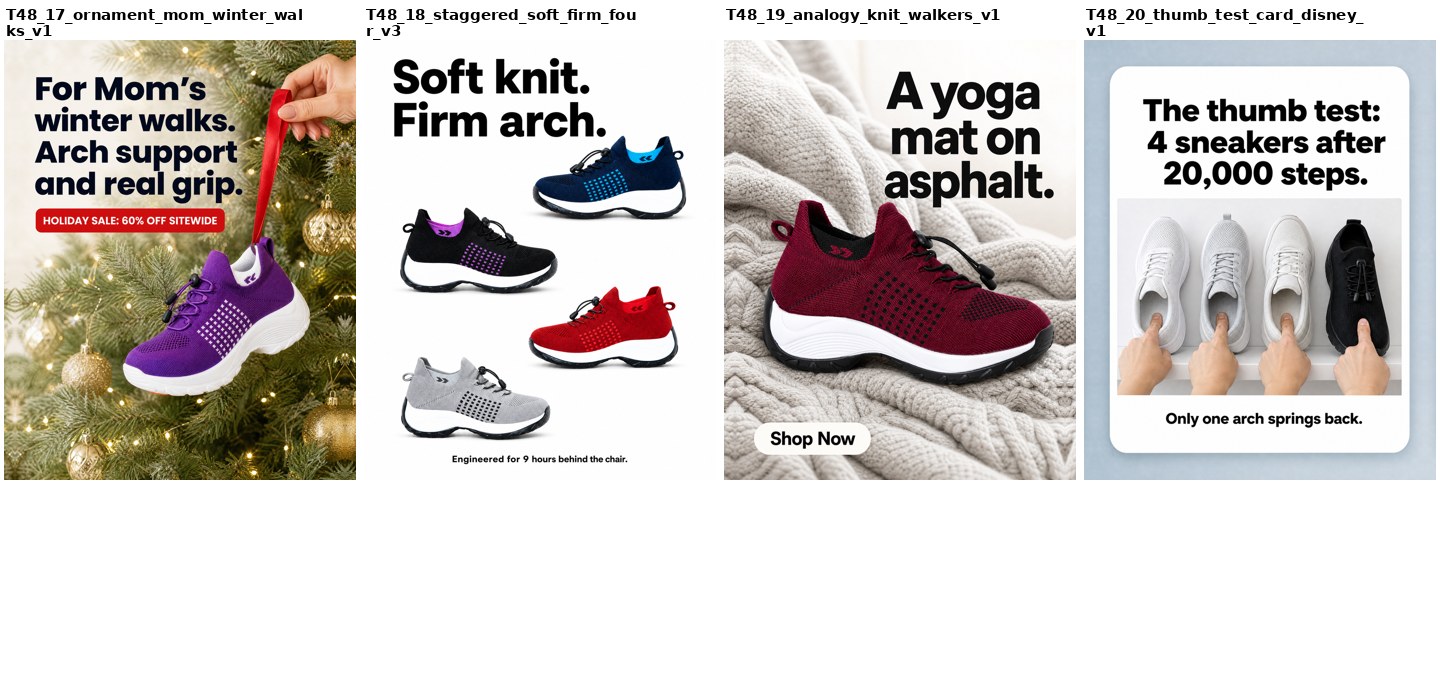 T48_17_ornament_mom_winter_wal
ks_v1
For Mom's
winter walks.
Arch support
and real grip.
HOLIDAY SALE: 60% OFF SITEWIDE
T48_18_staggered_soft_firm_fou
r_v3
Soft knit.
Firm arch.
Engineered for 9 hours behind the chair.
T48_19_analogy_knit_walkers_v1
A yoga
mat on
asphalt.
Shop Now
T48_20_thumb_test_card_disney_
v1
The thumb test:
4 sneakers after
20,000 steps.
Only one arch springs back.